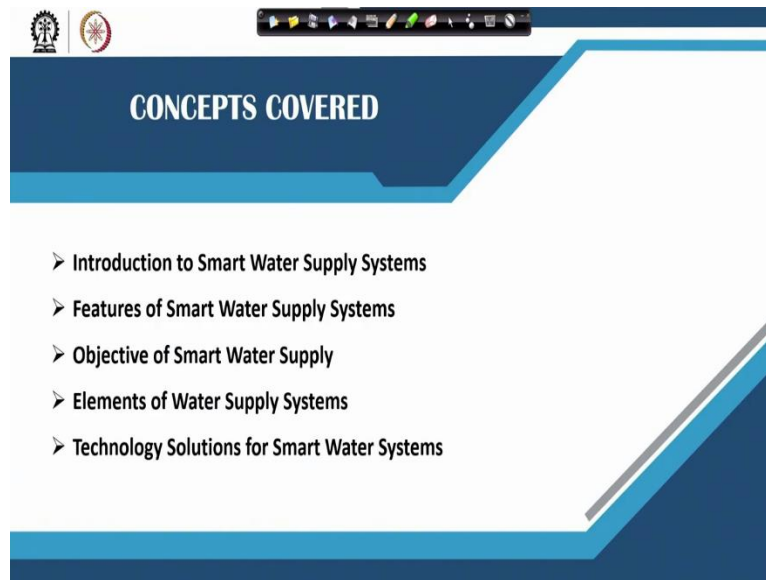 CONCEPTS COVERED
➢ Introduction to Smart Water Supply Systems
➢ Features of Smart Water Supply Systems
➢ Objective of Smart Water Supply
➢ Elements of Water Supply Systems
➢ Technology Solutions for Smart Water Systems